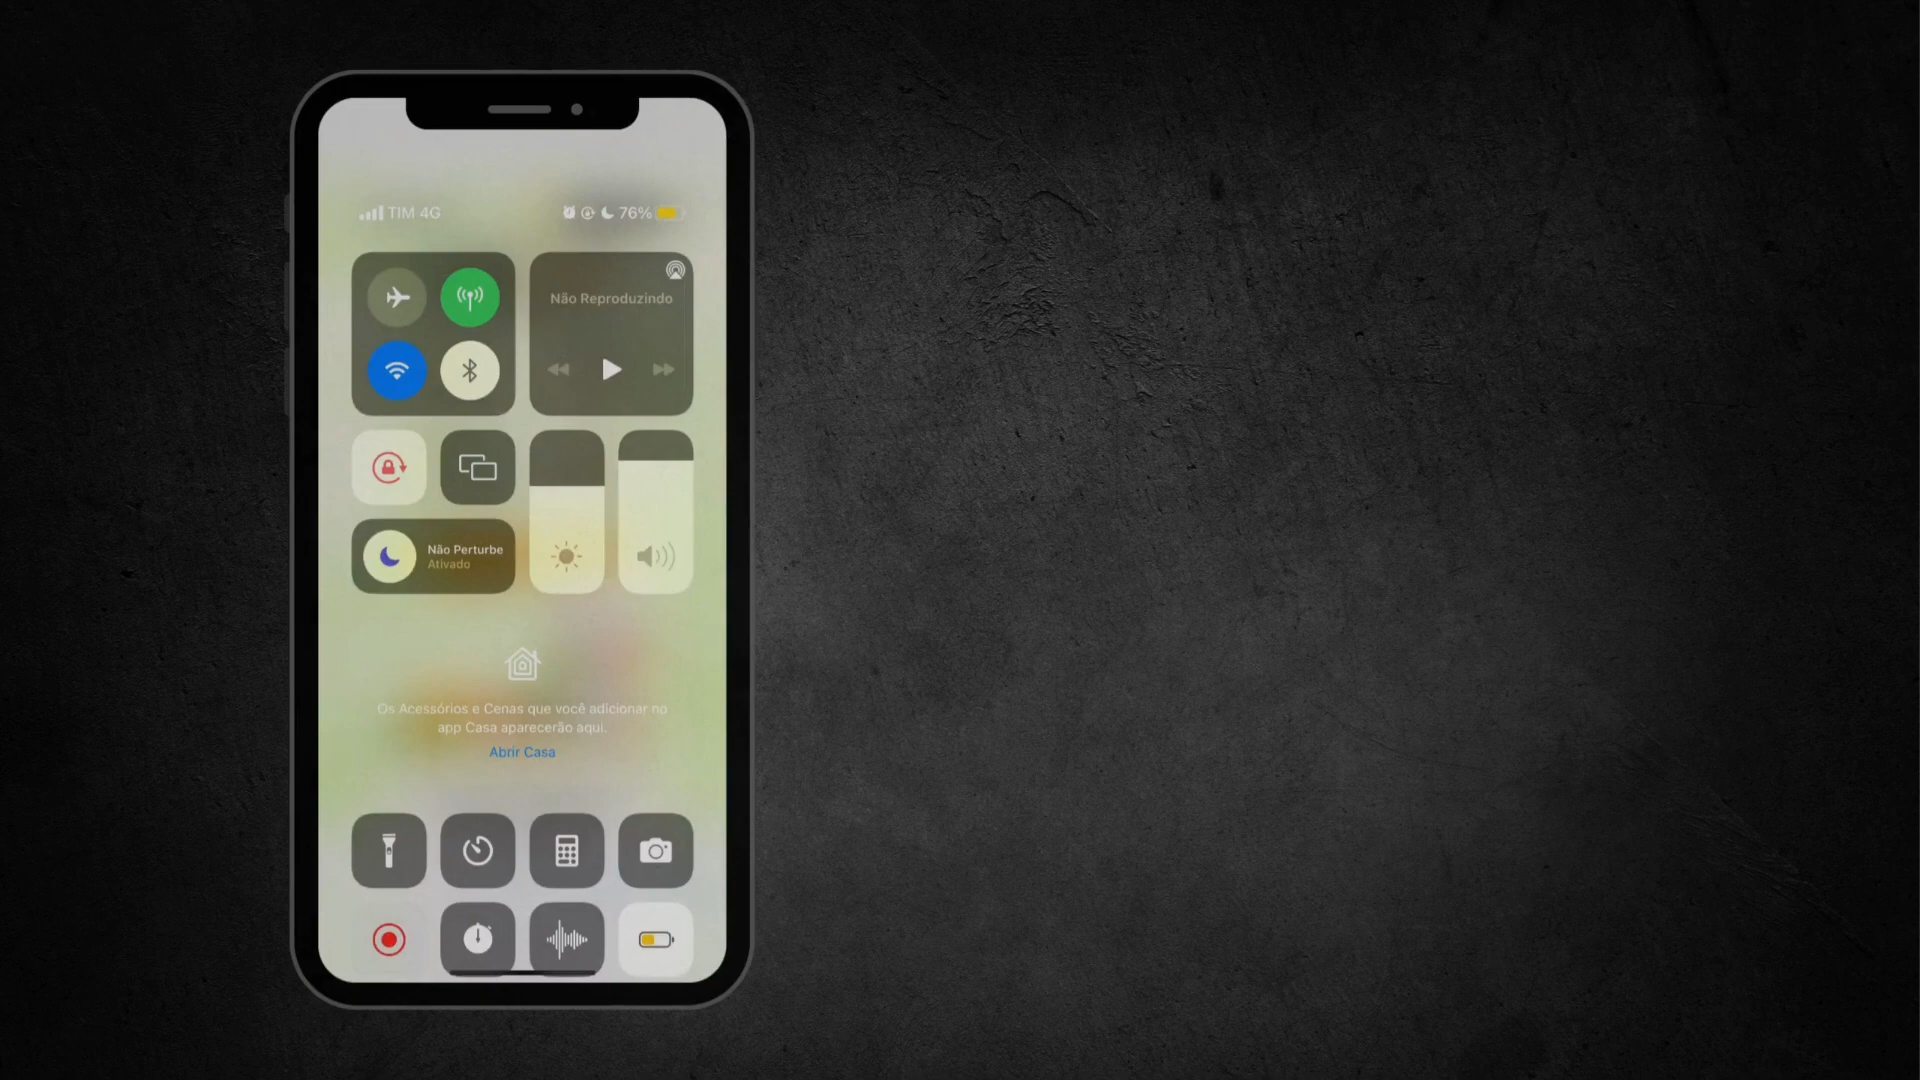 TIM 4G
76%
Não Reproduzindo
Não Perturbe
Ativado
Os Acessórios e Cenas que você adicionar no
app Casa aparecerão aqui.
Abrir Casa